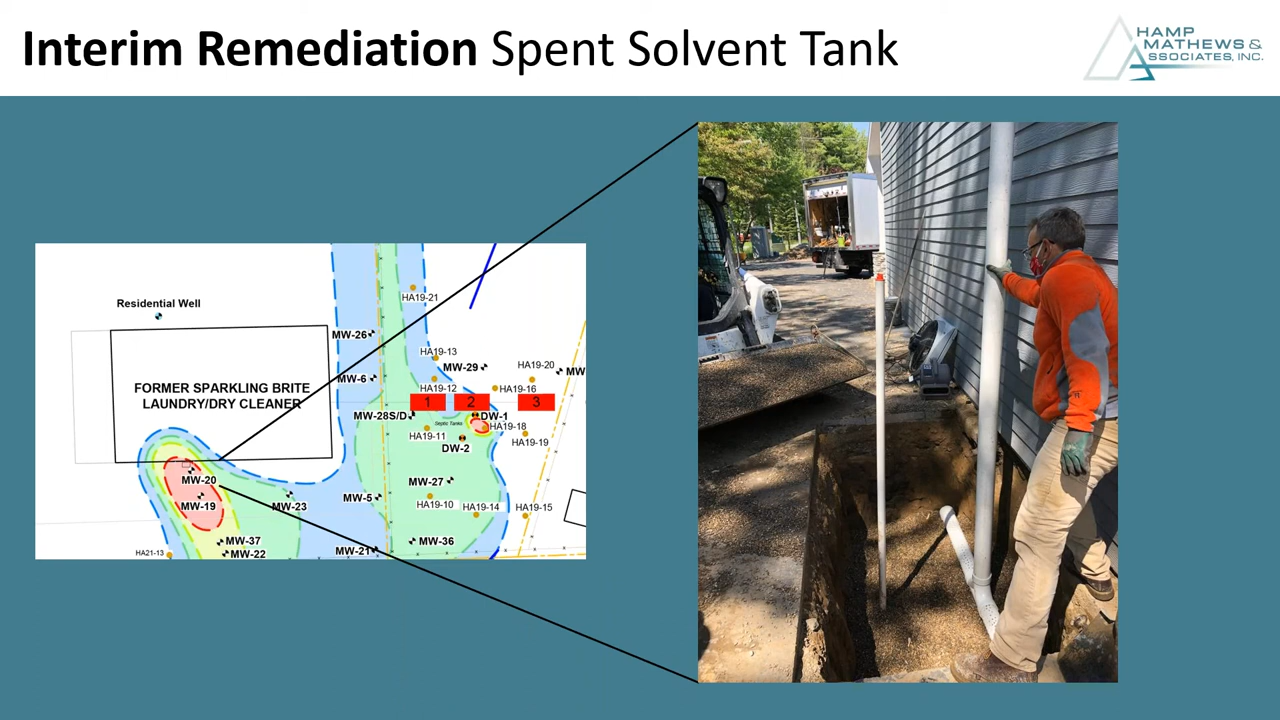 Interim Remediation Spent Solvent Tank
HAMP
MATHEWS &
ASSOCIATES, INC.
Residential Well
FORMER SPARKLING BRITE
LAUNDRY/DRY CLEANER
HA19-21
MW-26
HA19-13
MW-29
HA19-20
MW
MW-6
HA19-12
HA19-16
1
2
3
MW-28S/D
DW-1
Septic Tanks
HA19-18
HA19-11
HA19-19
DW-2
MW-20
MW-27
MW-19
MW-23
MW-5
HA19-10
HA19-14
HA19-15
MW-37
MW-36
HA21-13
MW-22
MW-21